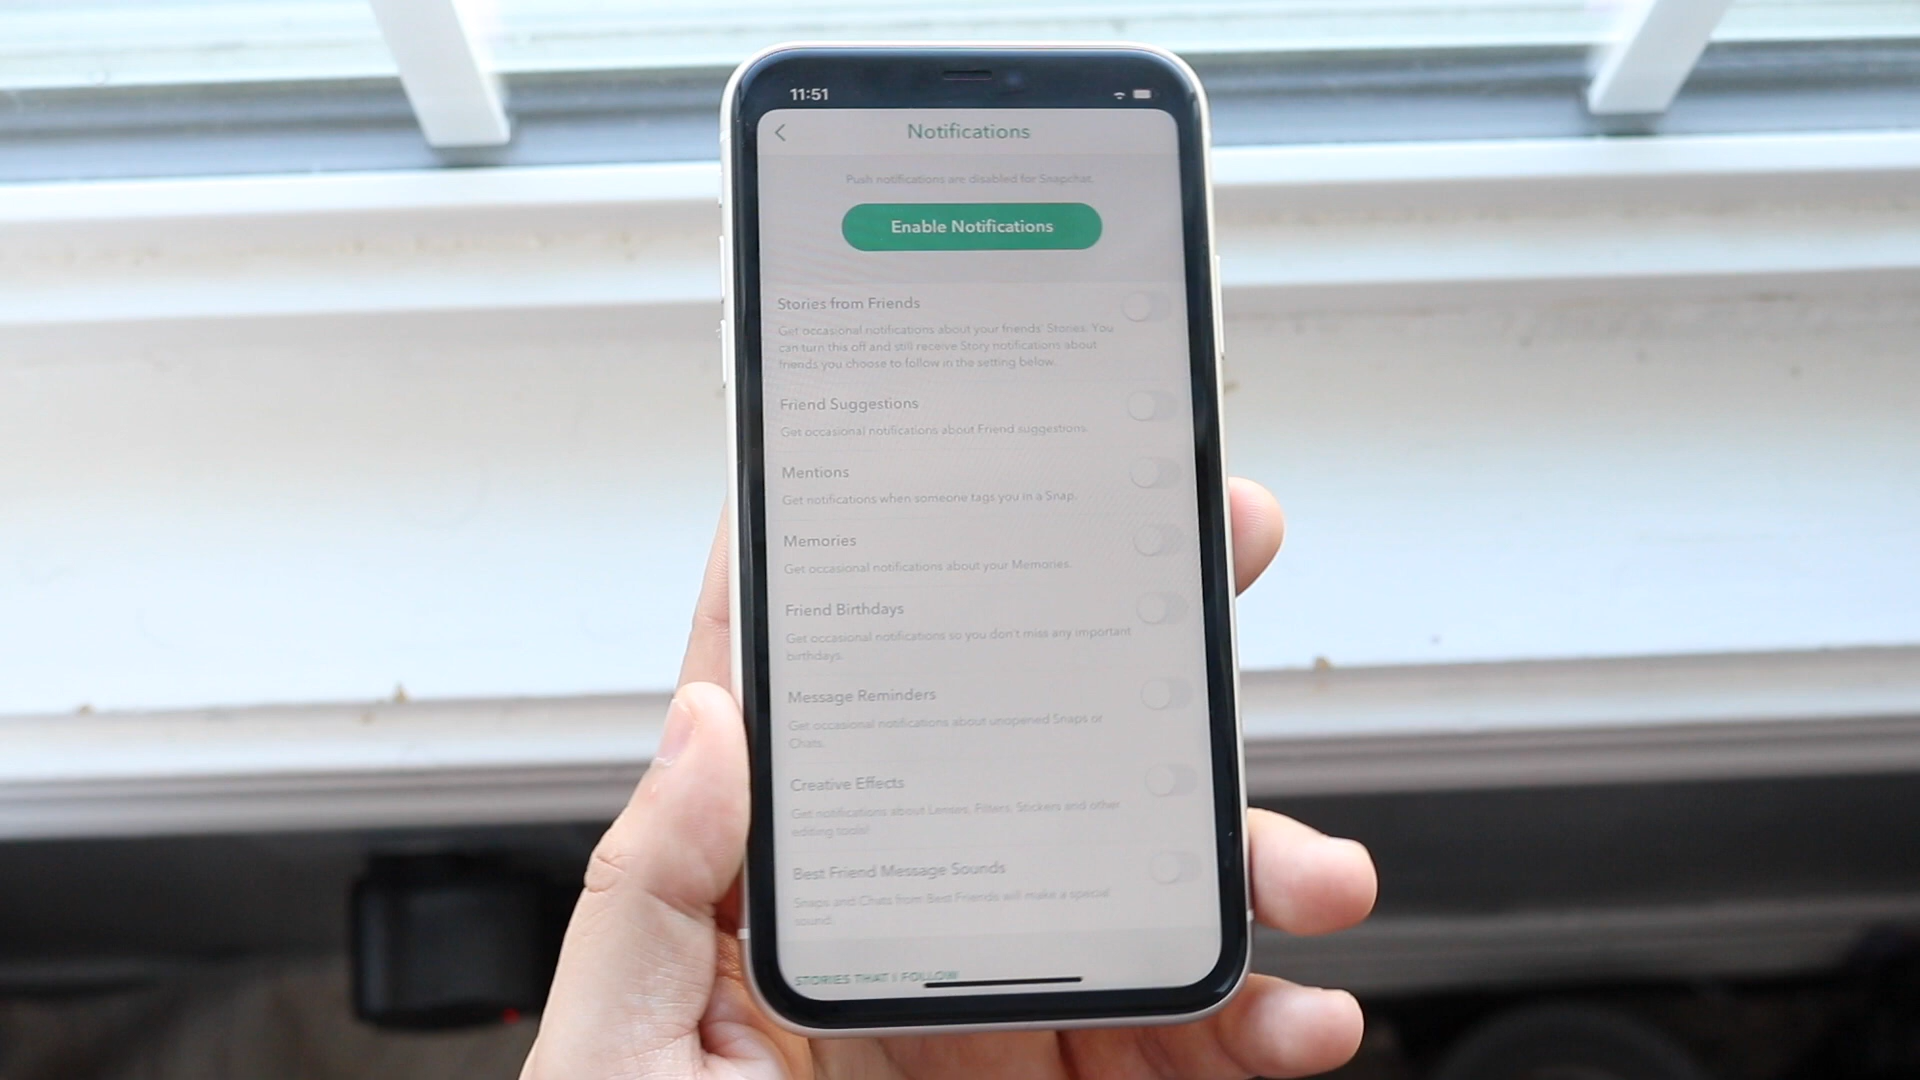 11:51
Notifications
Push notifications are disabled for Snapchat.
Enable Notifications
Stories from Friends
Get occasional notifications about your friends' Stories. You
can turn this off and still receive Story notifications about
friends you choose to follow in the setting below.
Friend Suggestions
Get occasional notifications about Friend suggestions.
Mentions
Get notifications when someone tags you in a Snap.
Memories
Get occasional notifications about your Memories.
Friend Birthdays
Get occasional notifications so you don't miss any important
birthdays.
Message Reminders
Get occasional notifications about unopened Snaps or
Chats.
Creative Effects
Get notifications about Lenses, Filters, Stickers and other
editing tools!
Best Friend Message Sounds
Snaps and Chats from Best Friends will make a special
sound.
STORIES THAT I FOLLOW